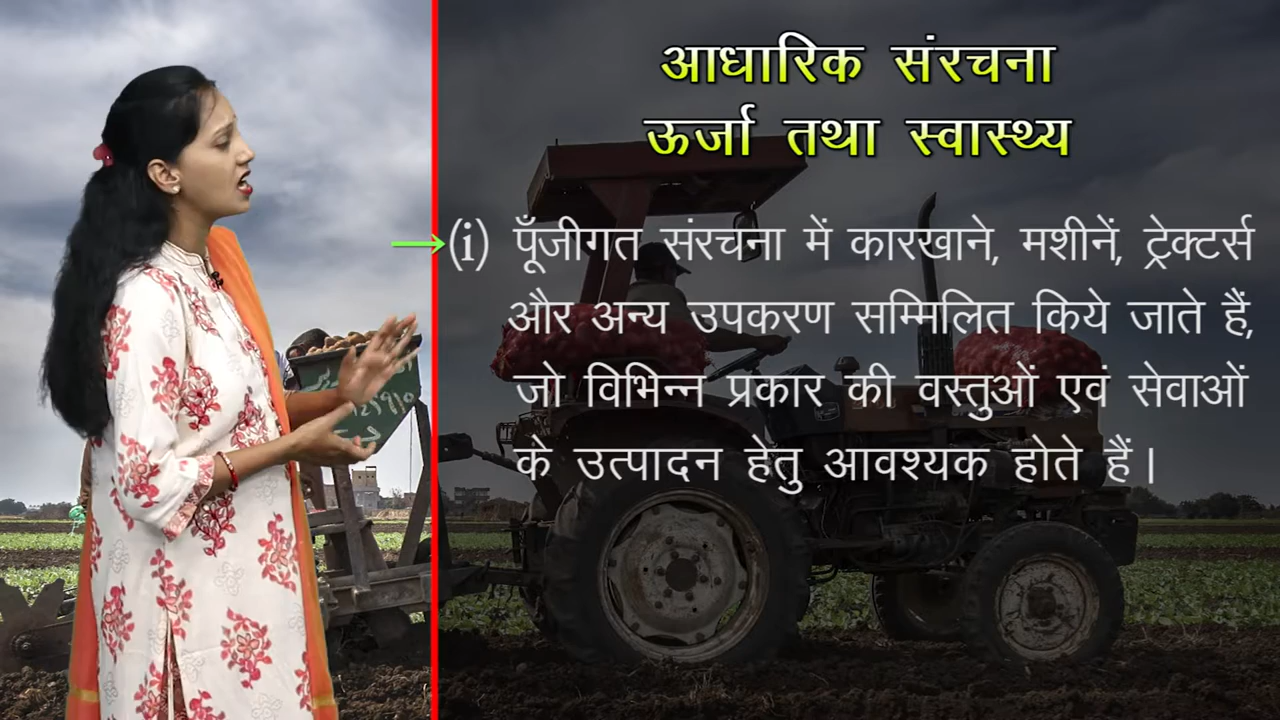 आधारिक संरचना
ऊर्जा तथा स्वास्थ्य
(i) पूँजीगत संरचना में कारखाने, मशीनें, ट्रेक्टर्स
और अन्य उपकरण सम्मिलित किये जाते हैं,
जो विभिन्न प्रकार की वस्तुओं एवं सेवाओं
के उत्पादन हेतु आवश्यक होते हैं।